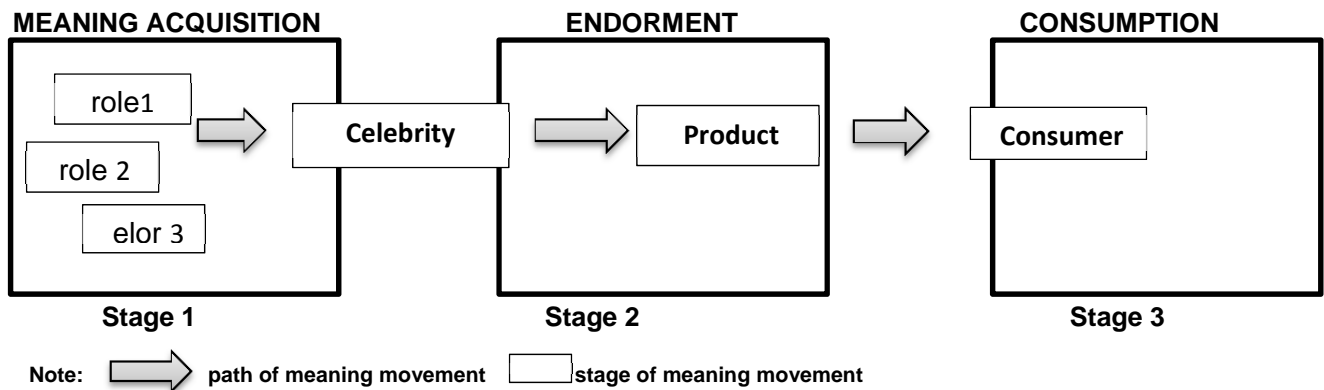 MEANING ACQUISITION
ENDORMENT
CONSUMPTION
role1
role 2
elor 3
Celebrity
Product
Consumer
Stage 1
Stage 2
Stage 3
Note: path of meaning movement stage of meaning movement